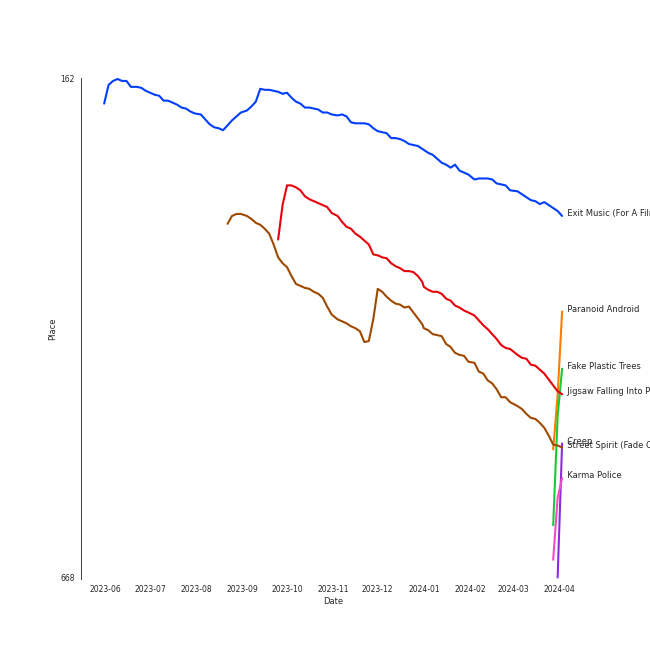 162
Exit Music (For A Fil
Paranoid Android
Place
Fake Plastic Trees
Jigsaw Falling Into P
Creep
Street Spirit (Fade O
Karma Police
668
2023-06 2023-07 2023-08 2023-09 2023-10 2023-11 2023-12 2024-01 2024-02 2024-03 2024-04
Date